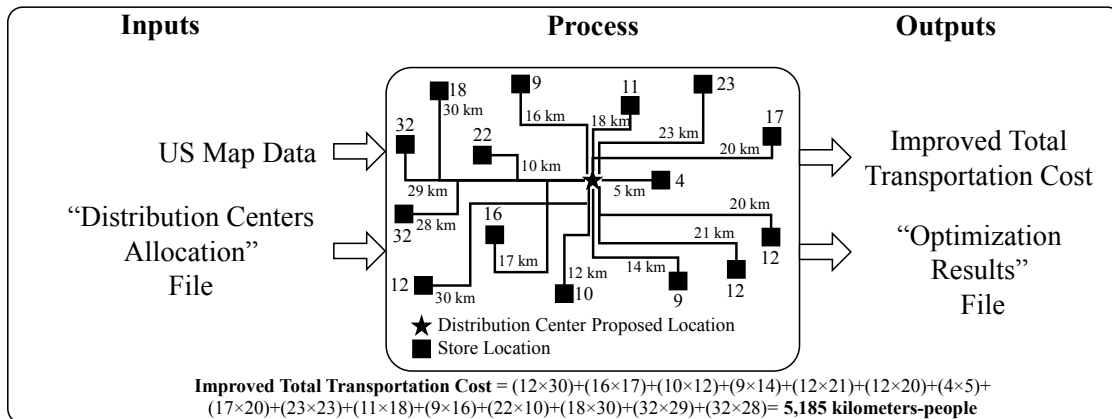 Inputs
Process
Outputs
US Map Data
“Distribution Centers
Allocation”
File
18
30 km
9
16 km
11
18 km
23
23 km
32
29 km
22
10 km
17
20 km
5 km
4
32
28 km
16
17 km
20 km
12
21 km
12
12
30 km
12 km
10
14 km
9
Distribution Center Proposed Location
Store Location
Improved Total
Transportation Cost
“Optimization
Results”
File
Improved Total Transportation Cost = (12×30)+(16×17)+(10×12)+(9×14)+(12×21)+(12×20)+(4×5)+
(17×20)+(23×23)+(11×18)+(9×16)+(22×10)+(18×30)+(32×29)+(32×28)= 5,185 kilometers-people